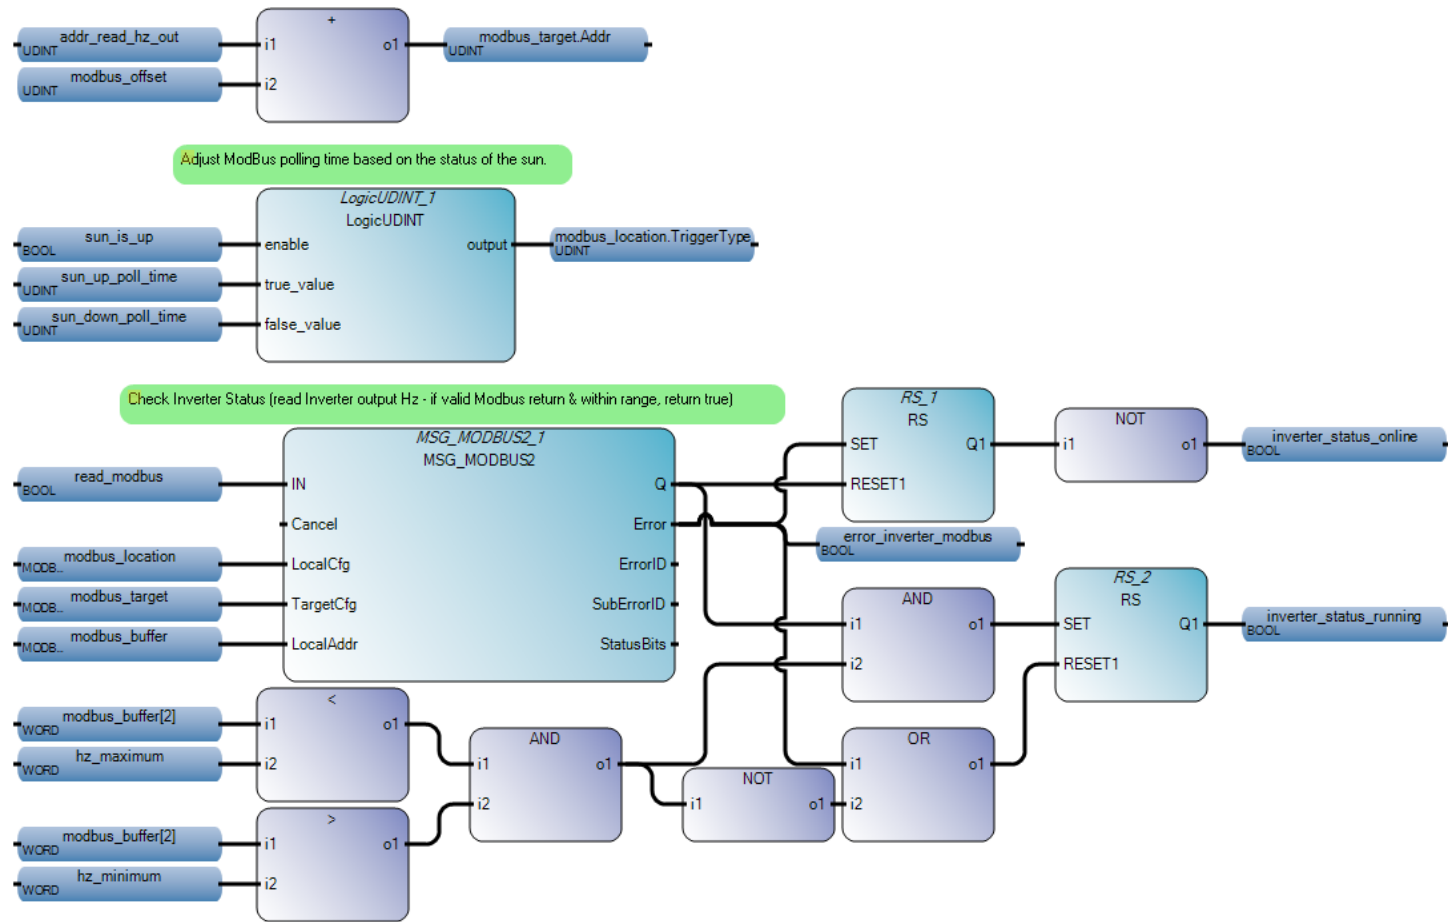 +
addr_read_hz_out
UDINT
i1
o1
modbus_target.Addr
UDINT
modbus_offset
UDINT
i2
Adjust ModBus polling time based on the status of the sun.
LogicUDINT_1
LogicUDINT
sun_is_up
BOOL
enable
output
modbus_location.TriggerType
UDINT
sun_up_poll_time
UDINT
true_value
sun_down_poll_time
UDINT
false_value
Check Inverter Status (read Inverter output Hz - if valid Modbus return & within range, return true)
MSG_MODBUS2_1
MSG_MODBUS2
read_modbus
BOOL
IN
Q
Cancel
Error
modbus_location
MODB...
LocalCfg
ErrorID
modbus_target
MODB...
TargetCfg
SubErrorID
modbus_buffer
MODB...
LocalAddr
StatusBits
RS_1
RS
SET
Q1
RESET1
NOT
i1
o1
inverter_status_online
BOOL
error_inverter_modbus
BOOL
AND
i1
o1
i2
RS_2
RS
SET
Q1
RESET1
inverter_status_running
BOOL
<
modbus_buffer[2]
WORD
i1
o1
hz_maximum
WORD
i2
AND
i1
o1
i2
NOT
i1
o1
OR
i1
o1
i2
>
modbus_buffer[2]
WORD
i1
o1
hz_minimum
WORD
i2